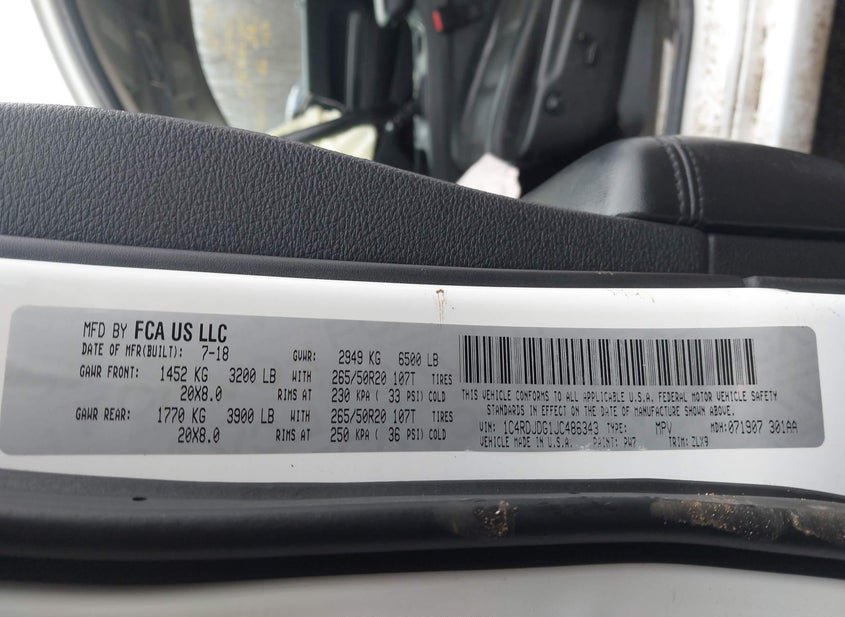 MFD BY FCA US LLC
DATE OF MFR(BUILT): 7-18 GVWR: 2949 KG 6500 LB
GAWR FRONT: 1452 KG 3200 LB WITH 265/50R20 107T TIRES
20X8.0 RIMS AT 230 KPA ( 33 PSI) COLD
GAWR REAR: 1770 KG 3900 LB WITH 265/50R20 107T TIRES
20X8.0 RIMS AT 250 KPA ( 36 PSI) COLD
THIS VEHICLE CONFORMS TO ALL APPLICABLE U.S.A. FEDERAL MOTOR VEHICLE SAFETY
STANDARDS IN EFFECT ON THE DATE OF MANUFACTURE SHOWN ABOVE.
VIN: 1C4RDJDG1JC486343 TYPE: MPV MDH: 071907 301AA
VEHICLE MADE IN U.S.A. PAINT: PW7 TRIM: ZLX9